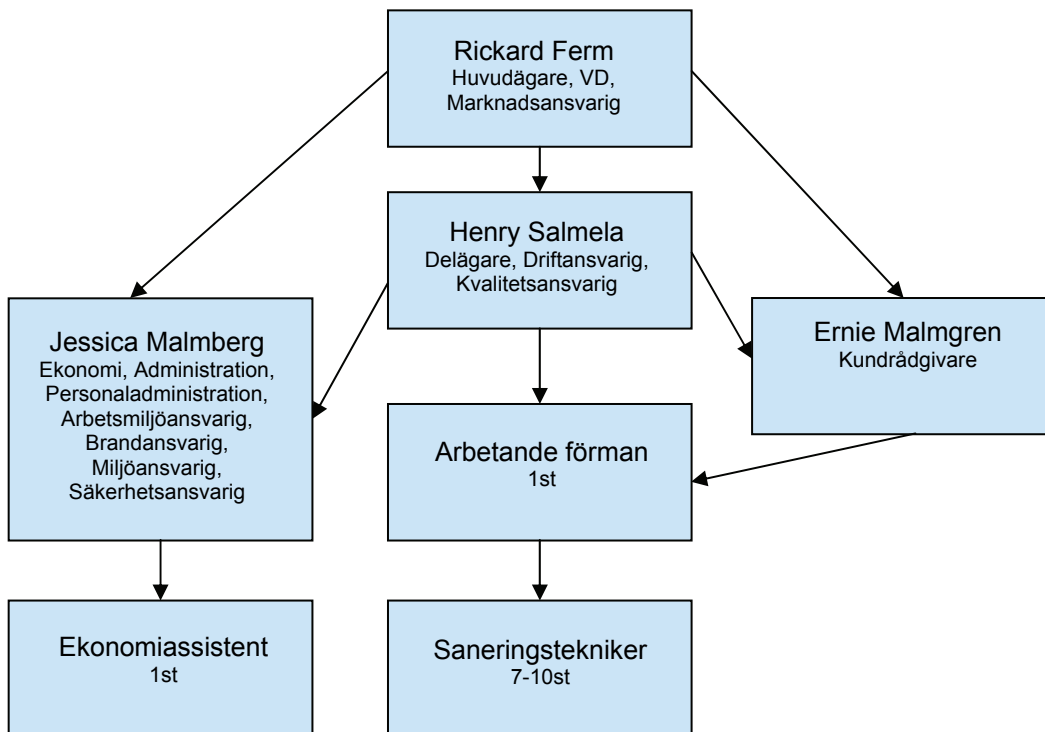 Rickard Ferm
Huvudägare, VD,
Marknadsansvarig
Henry Salmela
Delägare, Driftansvarig,
Kvalitetsansvarig
Jessica Malmberg
Ekonomi, Administration,
Personaladministration,
Arbetsmiljöansvarig,
Brandansvarig,
Miljöansvarig,
Säkerhetsansvarig
Ernie Malmgren
Kundrådgivare
Arbetande förman
1st
Ekonomiassistent
1st
Saneringstekniker
7-10st